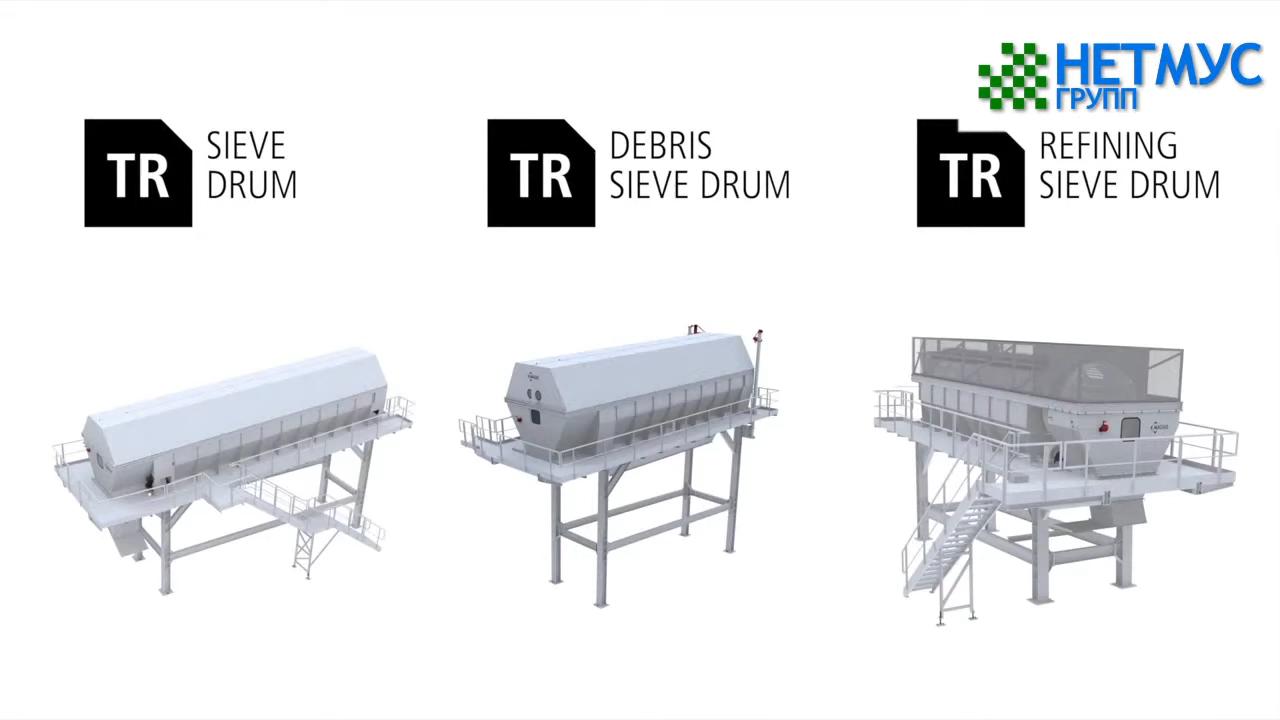 НЕТМУС
ГРУПП
TR
SIEVE
DRUM
TR
DEBRIS
SIEVE DRUM
TR
REFINING
SIEVE DRUM